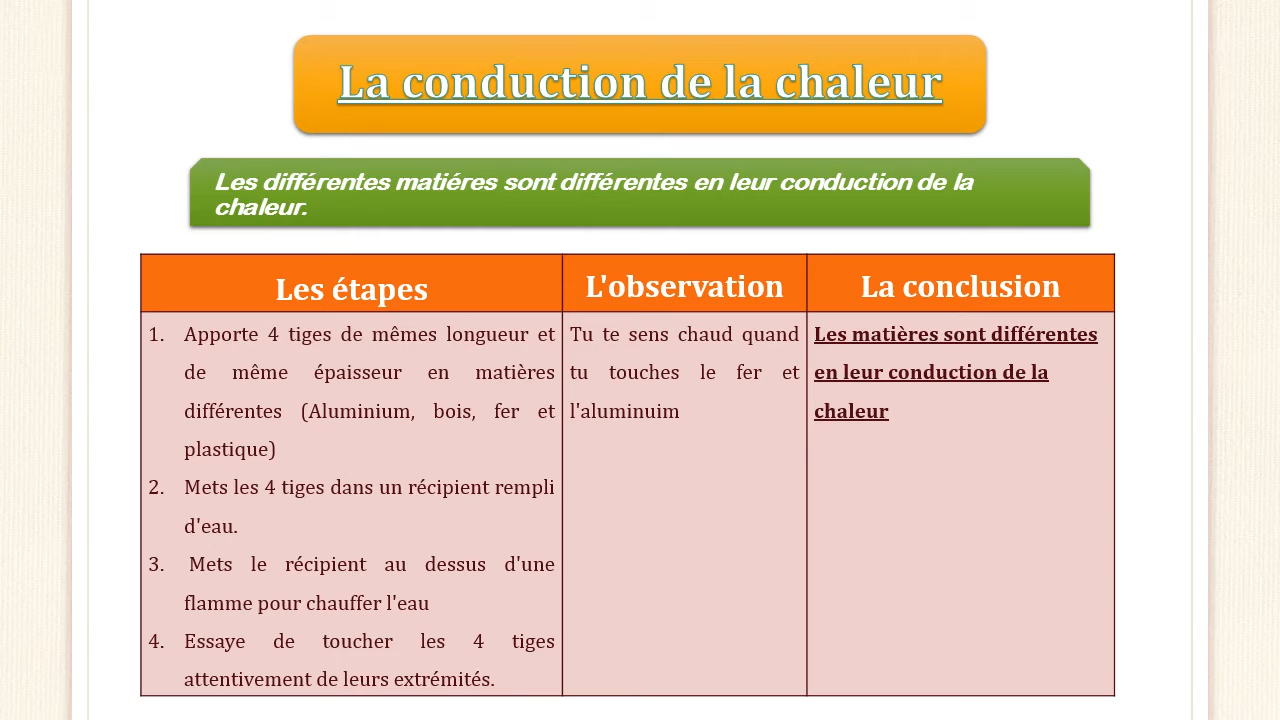 La conduction de la chaleur
Les différentes matiéres sont différentes en leur conduction de la
chaleur.
Les étapes
L'observation
La conclusion
1. Apporte 4 tiges de mêmes longueur et
de même épaisseur en matières
différentes (Aluminium, bois, fer et
plastique)
2. Mets les 4 tiges dans un récipient rempli
d'eau.
3. Mets le récipient au dessus d'une
flamme pour chauffer l'eau
4. Essaye de toucher les 4 tiges
attentivement de leurs extrémités.
Tu te sens chaud quand
tu touches le fer et
l'aluminuim
Les matières sont différentes
en leur conduction de la
chaleur